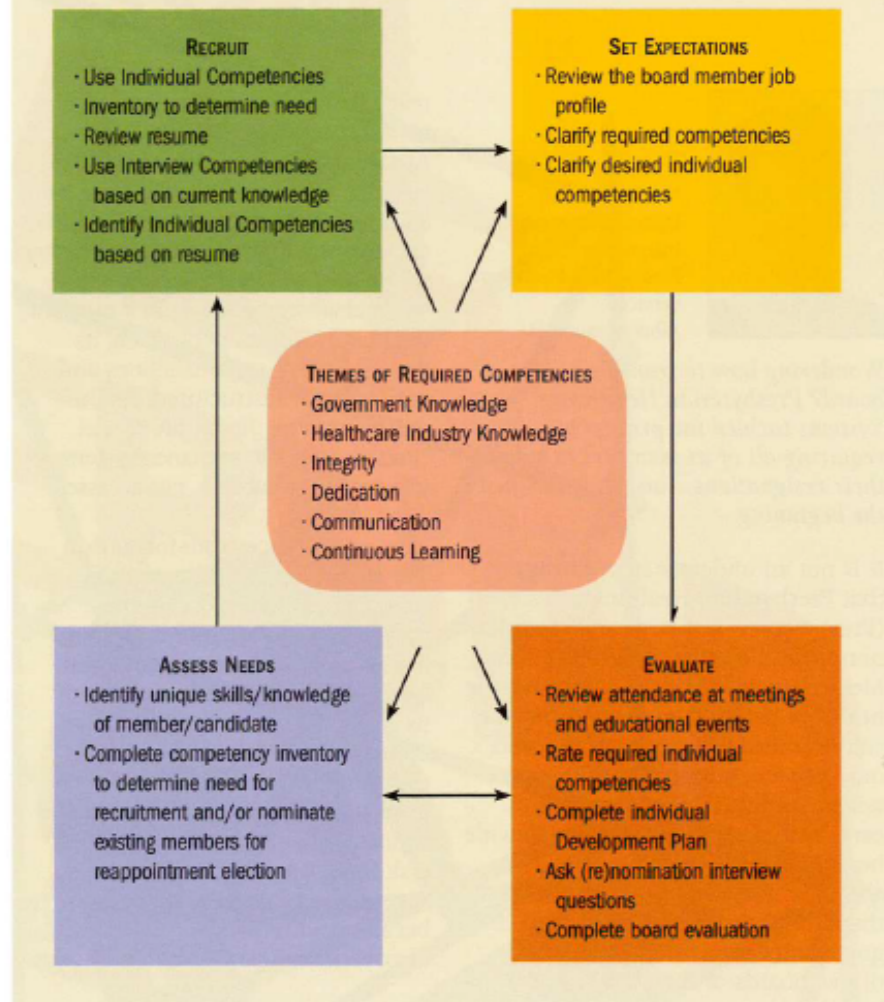 RECRUIT
· Use Individual Competencies
· Inventory to determine need
· Review resume
· Use Interview Competencies
based on current knowledge
· Identify Individual Competencies
based on resume
SET EXPECTATIONS
· Review the board member job
profile
· Clarify required competencies
· Clarify desired individual
competencies
THEMES OF REQUIRED COMPETENCIES
· Government Knowledge
· Healthcare Industry Knowledge
· Integrity
· Dedication
· Communication
· Continuous Learning
ASSESS NEEDS
· Identify unique skills/knowledge
of member/candidate
· Complete competency inventory
to determine need for
recruitment and/or nominate
existing members for
reappointment election
EVALUATE
· Review attendance at meetings
and educational events
· Rate required individual
competencies
· Complete individual
Development Plan
· Ask (re)nomination interview
questions
· Complete board evaluation